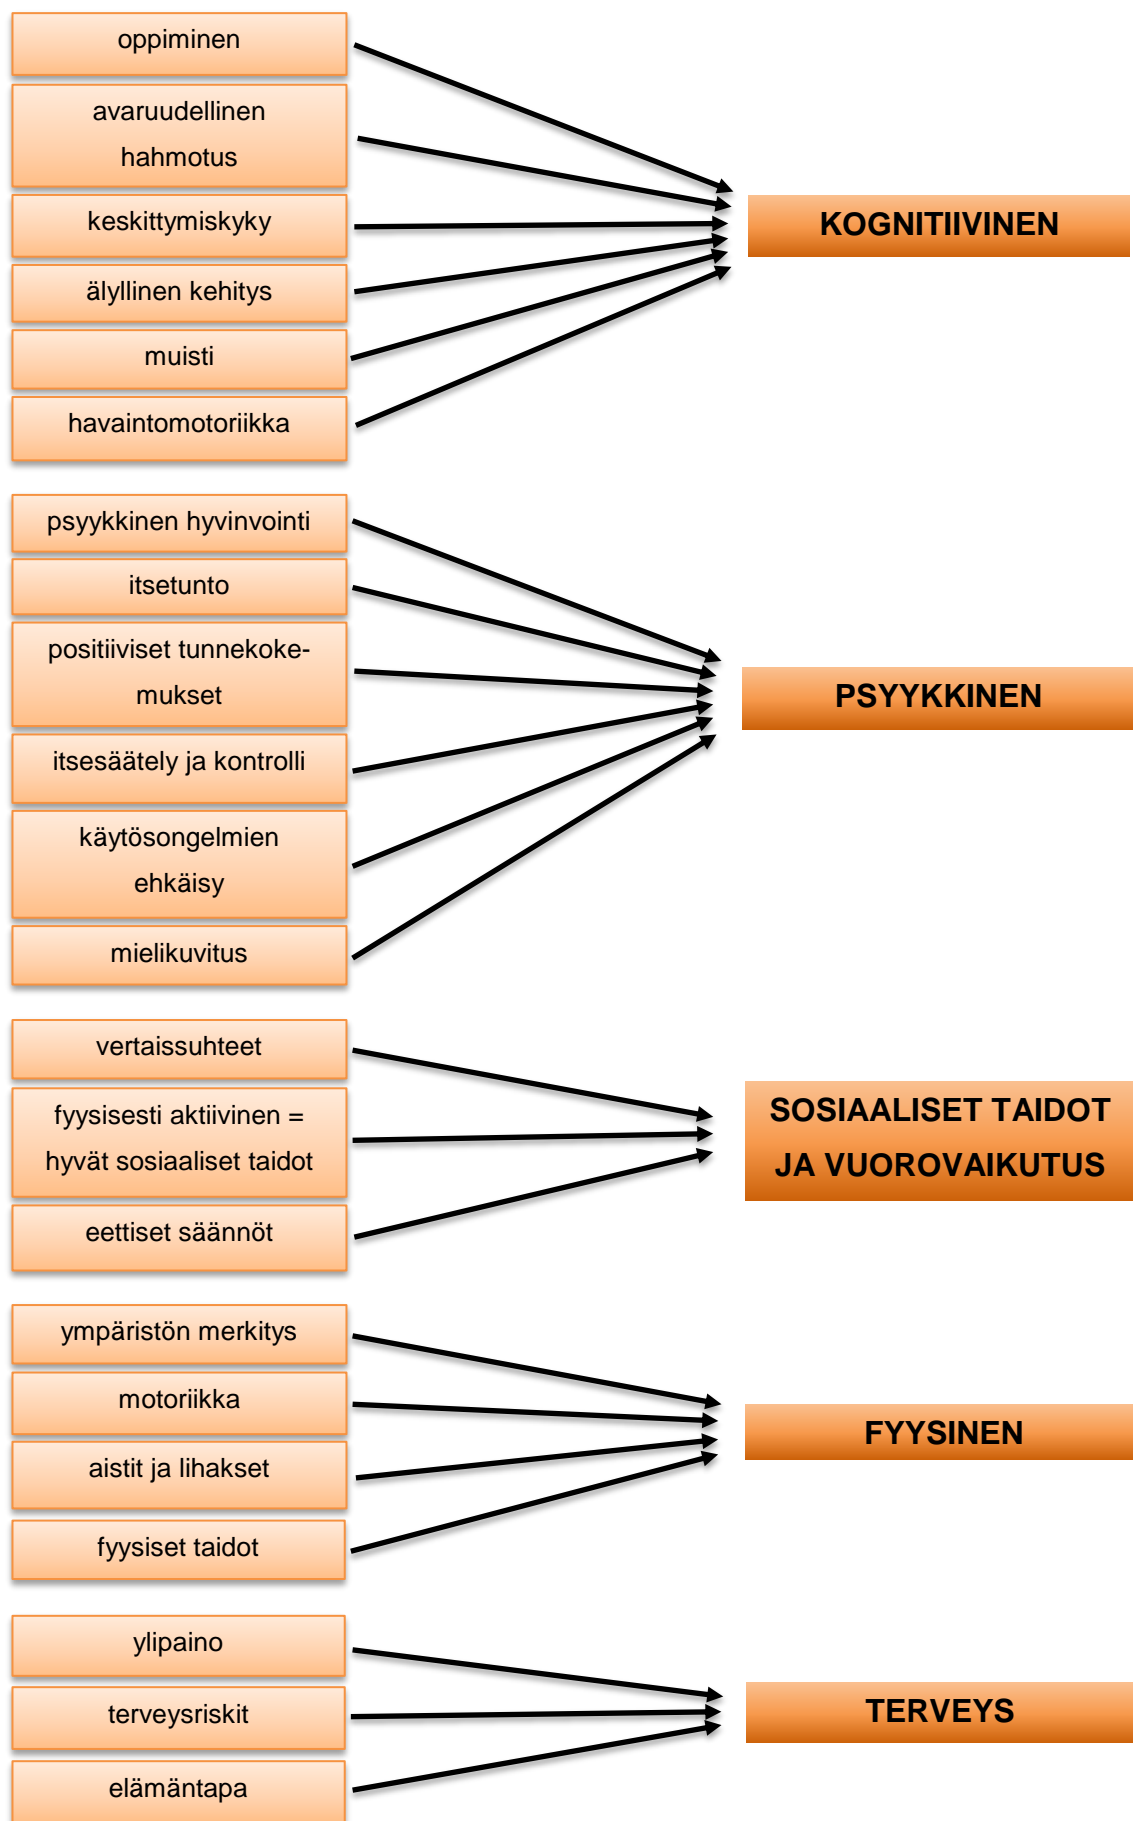 oppiminen
avaruudellinen
hahmotus
keskittymiskyky
älyllinen kehitys
muisti
havaintomotoriikka
KOGNITIIVINEN
psyykkinen hyvinvointi
itsetunto
positiiviset tunnekoke-
mukset
itsesäätely ja kontrolli
käytösongelmien
ehkäisy
mielikuvitus
PSYYKKINEN
vertaissuhteet
fyysisesti aktiivinen =
hyvät sosiaaliset taidot
eettiset säännöt
SOSIAALISET TAIDOT
JA VUOROVAIKUTUS
ympäristön merkitys
motoriikka
aistit ja lihakset
fyysiset taidot
FYYSINEN
ylipaino
terveysriskit
elämäntapa
TERVEYS